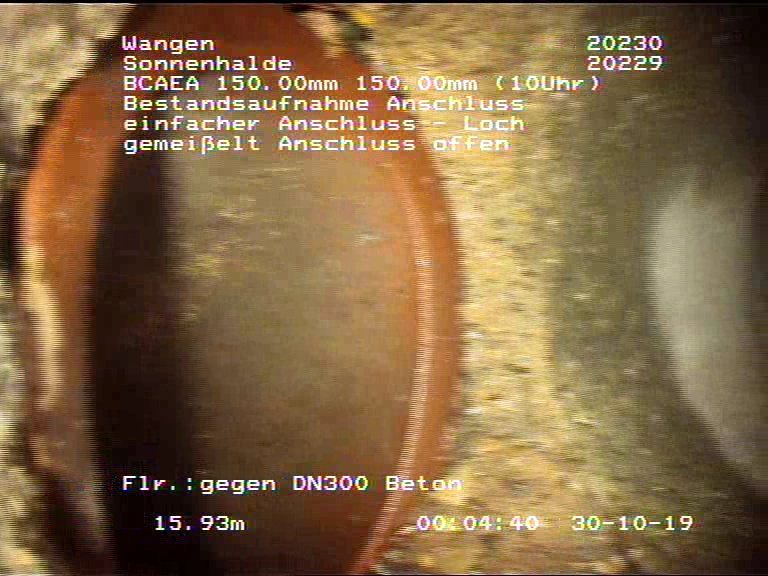 Wangen 20230
Sonnenhalde 20229
BCAEA 150.00mm 150.00mm (10Uhr)
Bestandsaufnahme Anschluss
einfacher Anschluss - Loch
gemeißelt Anschluss offen
Flr.:gegen DN300 Beton
15.93m 00:04:40 30-10-19